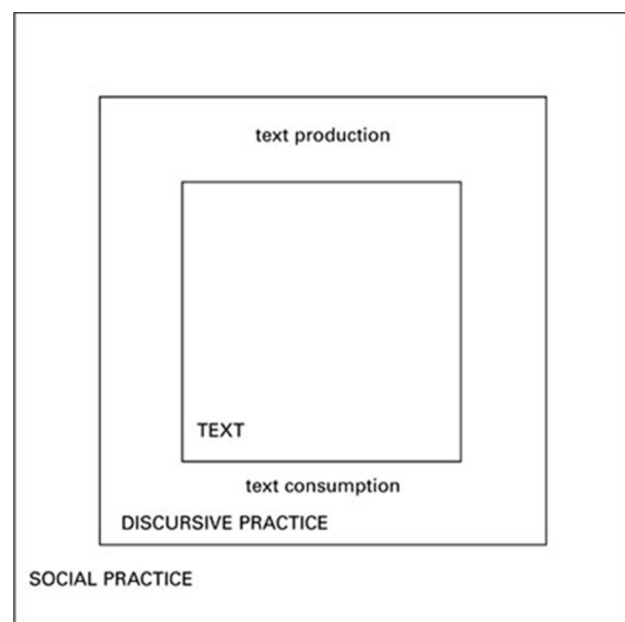 text production
TEXT
text consumption
DISCURSIVE PRACTICE
SOCIAL PRACTICE